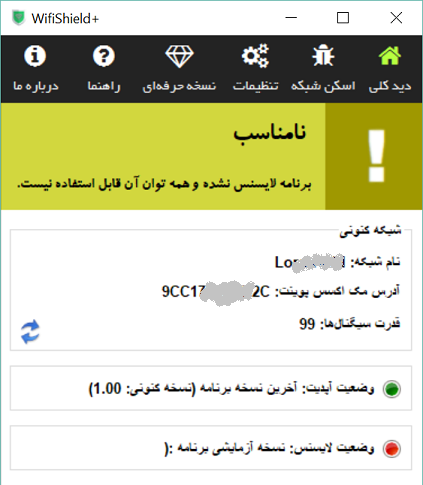 WifiShield+
دید کلی
اسکن شبکه
تنظیمات
نسخه حرفه‌ای
راهنما
درباره ما
نامناسب
برنامه لایسنس نشده و همه توان آن قابل استفاده نیست.
شبکه کنونی
نام شبکه: Lo
آدرس مک اکسس پوینت: 9CC17 2C
قدرت سیگنال‌ها: 99
وضعیت آپدیت: آخرین نسخه برنامه (نسخه کنونی: 1.00)
وضعیت لایسنس: نسخه آزمایشی برنامه :(